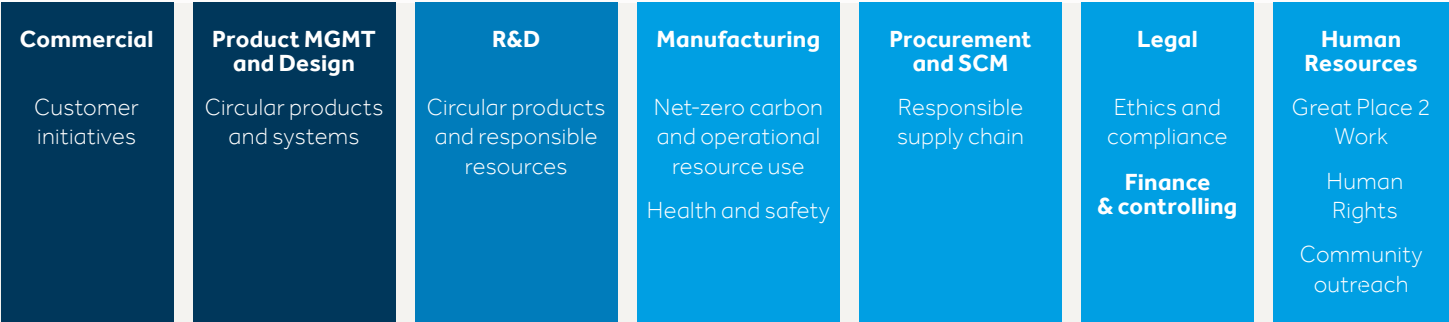 Commercial
Customer
initiatives
Product MGMT
and Design
Circular products
and systems
R&D
Circular products
and responsible
resources
Manufacturing
Net-zero carbon
and operational
resource use
Health and safety
Procurement
and SCM
Responsible
supply chain
Legal
Ethics and
compliance
Finance
& controlling
Human
Resources
Great Place 2
Work
Human
Rights
Community
outreach